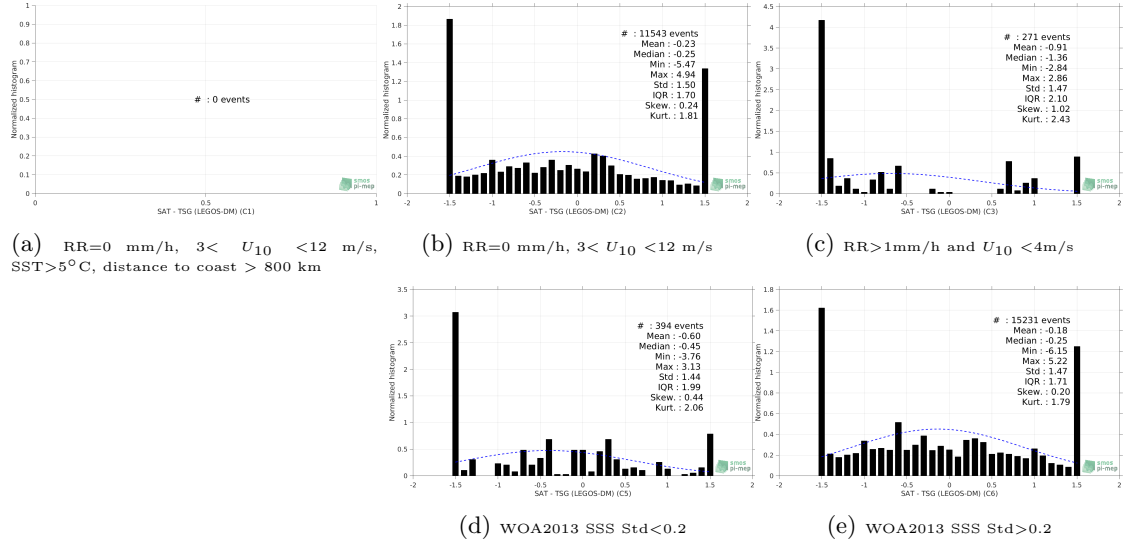 1
0.9
0.8
0.7
0.6
0.5
0.4
0.3
0.2
0.1
0
Normalized histogram
# : 0 events
0 0.5 1
SAT - TSG (LEGOS-DM) (C1)
smos
pi-mep
(a) RR=0 mm/h, 3< U10 <12 m/s,
SST>5°C, distance to coast > 800 km
2
1.8
1.6
1.4
1.2
1
0.8
0.6
0.4
0.2
0
Normalized histogram
# : 11543 events
Mean : -0.23
Median : -0.25
Min : -5.47
Max : 4.94
Std : 1.50
IQR : 1.70
Skew. : 0.24
Kurt. : 1.81
-2 -1.5 -1 -0.5 0 0.5 1 1.5 2
SAT - TSG (LEGOS-DM) (C2)
smos
pi-mep
(b) RR=0 mm/h, 3< U10 <12 m/s
4.5
4
3.5
3
2.5
2
1.5
1
0.5
0
Normalized histogram
# : 271 events
Mean : -0.91
Median : -1.36
Min : -2.84
Max : 2.86
Std : 1.47
IQR : 2.10
Skew. : 1.02
Kurt. : 2.43
-2 -1.5 -1 -0.5 0 0.5 1 1.5 2
SAT - TSG (LEGOS-DM) (C3)
smos
pi-mep
(c) RR>1mm/h and U10 <4m/s
3.5
3
2.5
2
1.5
1
0.5
0
Normalized histogram
# : 394 events
Mean : -0.60
Median : -0.45
Min : -3.76
Max : 3.13
Std : 1.44
IQR : 1.99
Skew. : 0.44
Kurt. : 2.06
-2 -1.5 -1 -0.5 0 0.5 1 1.5 2
SAT - TSG (LEGOS-DM) (C5)
smos
pi-mep
(d) WOA2013 SSS Std<0.2
1.8
1.6
1.4
1.2
1
0.8
0.6
0.4
0.2
0
Normalized histogram
# : 15231 events
Mean : -0.18
Median : -0.25
Min : -6.15
Max : 5.22
Std : 1.47
IQR : 1.71
Skew. : 0.20
Kurt. : 1.79
-2 -1.5 -1 -0.5 0 0.5 1 1.5 2
SAT - TSG (LEGOS-DM) (C6)
smos
pi-mep
(e) WOA2013 SSS Std>0.2